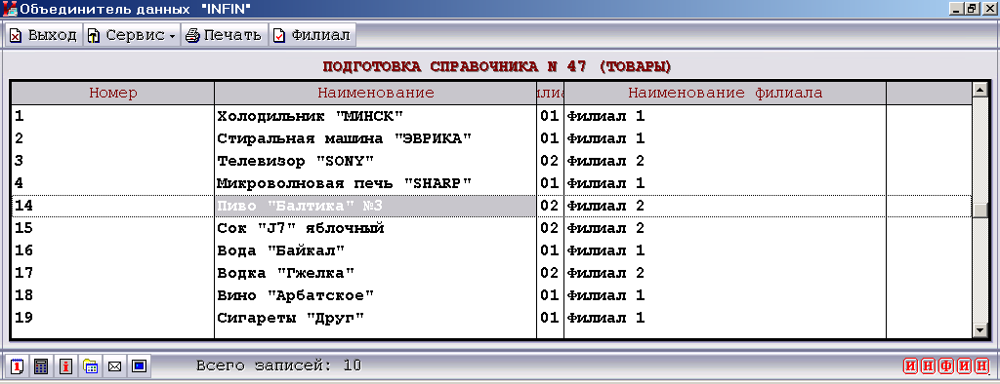 Объединитель данных "INFIN"
Выход Сервис Печать Филиал
ПОДГОТОВКА СПРАВОЧНИКА N 47 (ТОВАРЫ)
Номер Наименование илиа Наименование филиала
1 Холодильник "МИНСК" 01 Филиал 1
2 Стиральная машина "ЭВРИКА" 01 Филиал 1
3 Телевизор "SONY" 02 Филиал 2
4 Микроволновая печь "SHARP" 01 Филиал 1
14 Пиво "Балтика" №3 02 Филиал 2
15 Сок "J7" яблочный 02 Филиал 2
16 Вода "Байкал" 01 Филиал 1
17 Водка "Гжелка" 02 Филиал 2
18 Вино "Арбатское" 01 Филиал 1
19 Сигареты "Друг" 01 Филиал 1
Всего записей: 10 ИНФИН